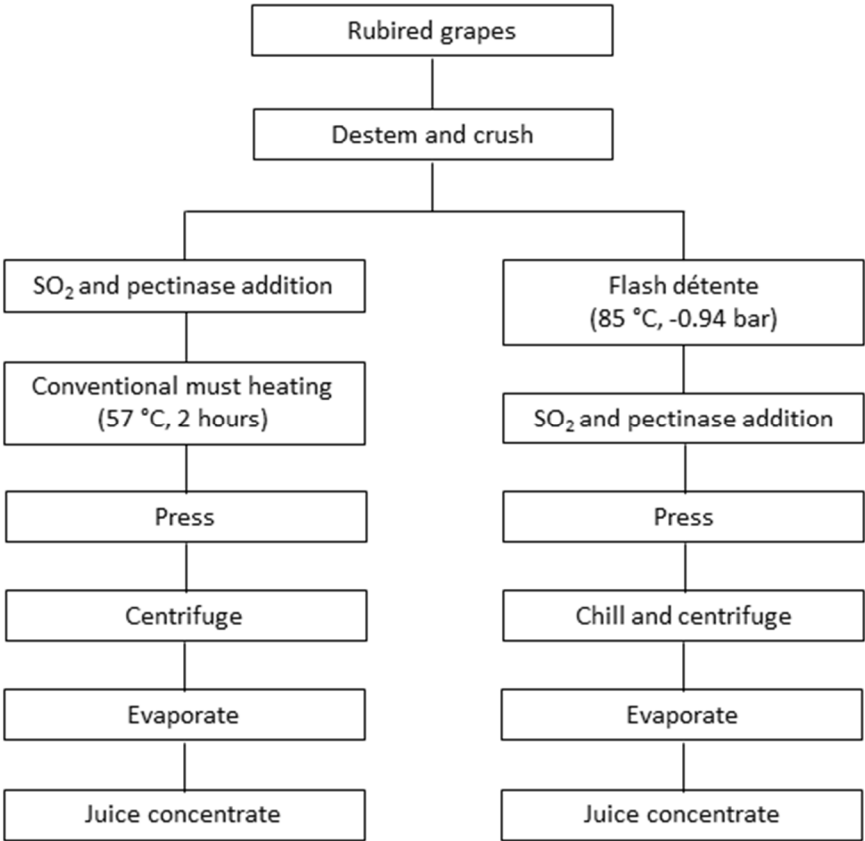 Rubired grapes
Destem and crush
SO₂ and pectinase addition
Conventional must heating
(57 °C, 2 hours)
Press
Centrifuge
Evaporate
Juice concentrate
Flash détente
(85 °C, -0.94 bar)
SO₂ and pectinase addition
Press
Chill and centrifuge
Evaporate
Juice concentrate